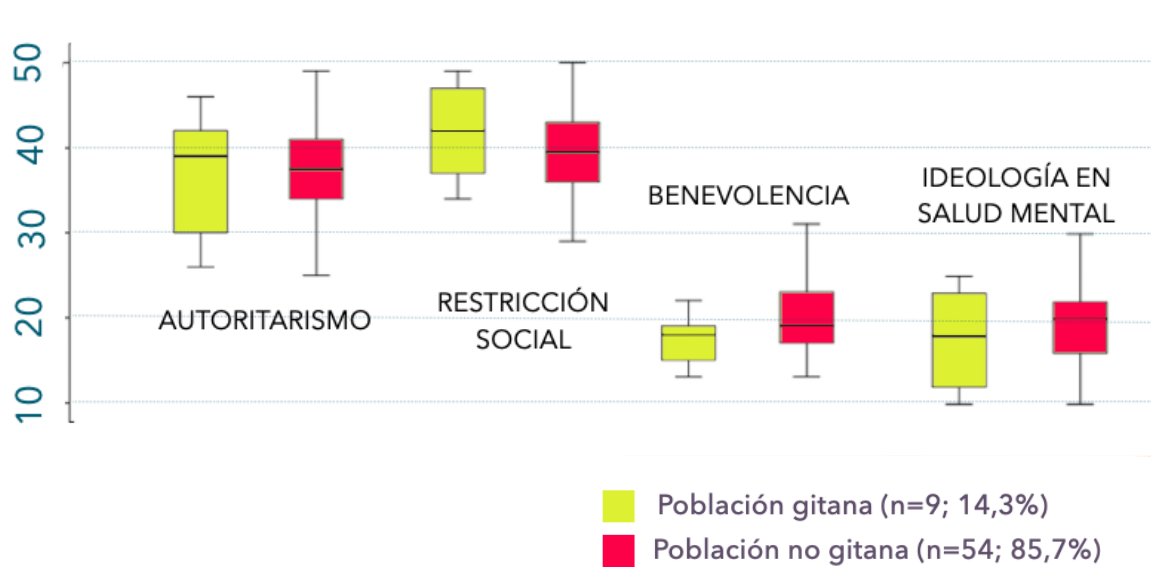 50
40
30
20
10
AUTORITARISMO
RESTRICCIÓN
SOCIAL
BENEVOLENCIA
IDEOLOGÍA EN
SALUD MENTAL
Población gitana (n=9; 14,3%)
Población no gitana (n=54; 85,7%)